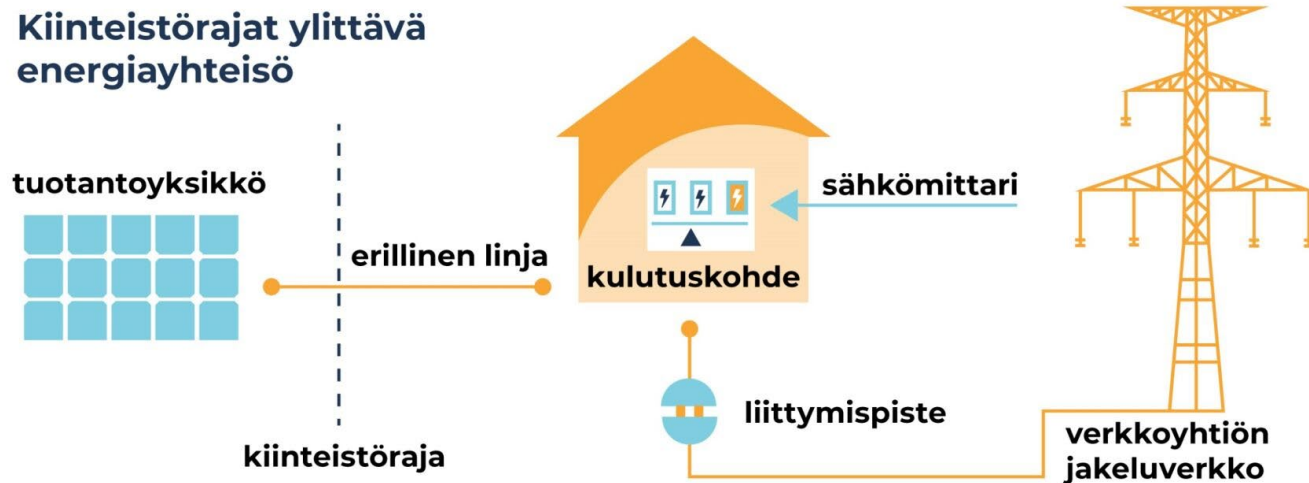 Kiinteistörajat ylittävä
energiayhteisö
tuotantoyksikkö
erillinen linja
kiinteistöraja
sähkömittari
kulutuskohde
liittymispiste
verkkoyhtiön
jakeluverkko